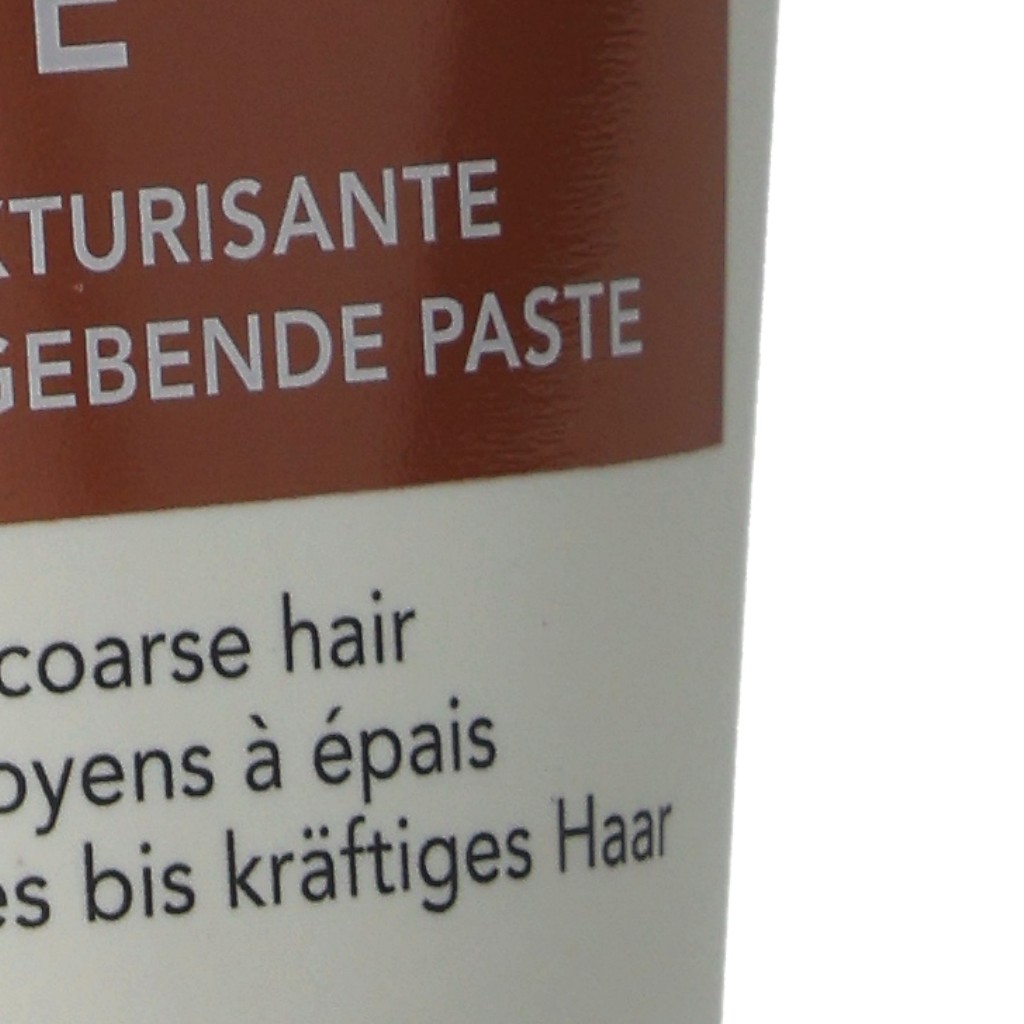 E
XTURISANTE
GEBENDE PASTE
coarse hair
oyens à épais
es bis kräftiges Haar